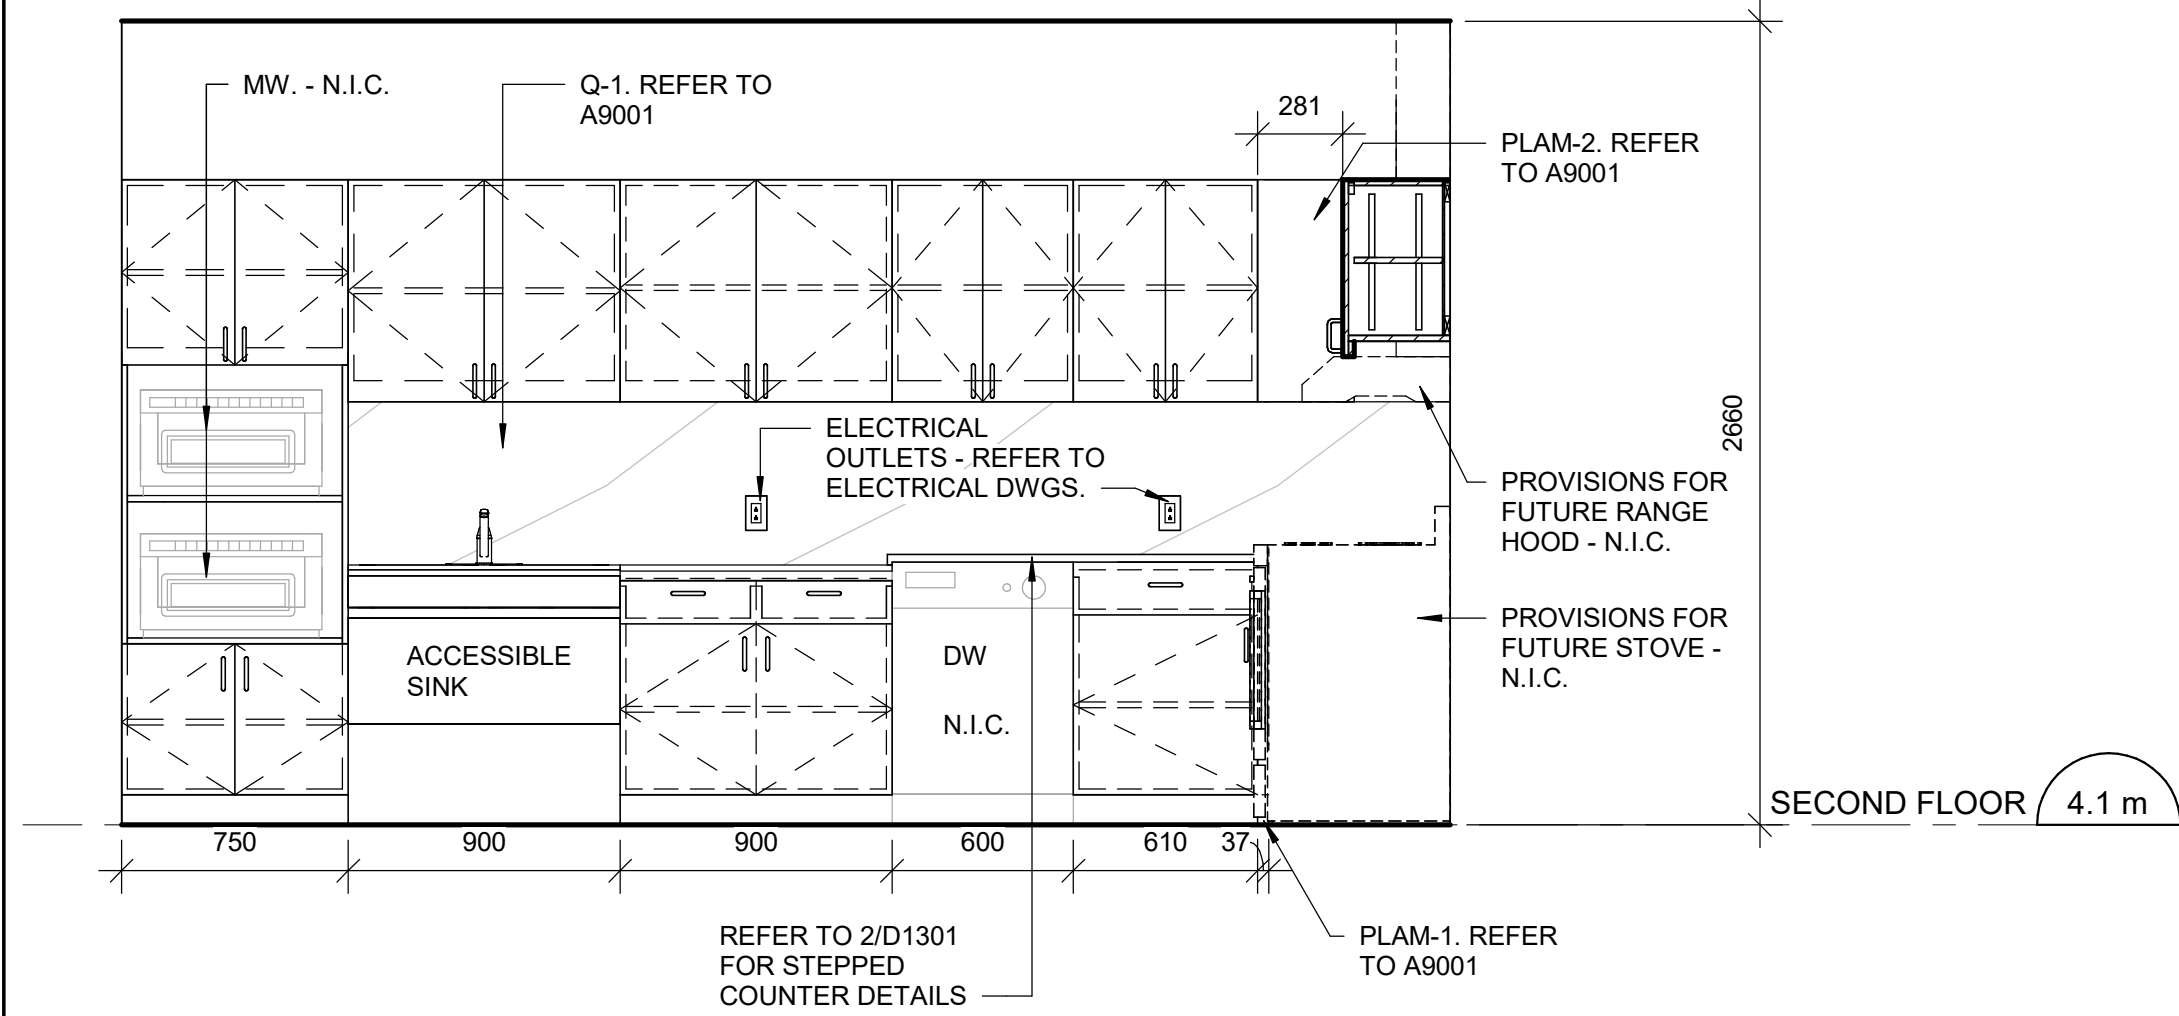 MW. - N.I.C.
Q-1. REFER TO
A9001
281
PLAM-2. REFER
TO A9001
2660
ELECTRICAL
OUTLETS - REFER TO
ELECTRICAL DWGS.
PROVISIONS FOR
FUTURE RANGE
HOOD - N.I.C.
PROVISIONS FOR
FUTURE STOVE -
N.I.C.
ACCESSIBLE
SINK
DW
N.I.C.
SECOND FLOOR
4.1 m
750
900
900
600
610
37
REFER TO 2/D1301
FOR STEPPED
COUNTER DETAILS
PLAM-1. REFER
TO A9001